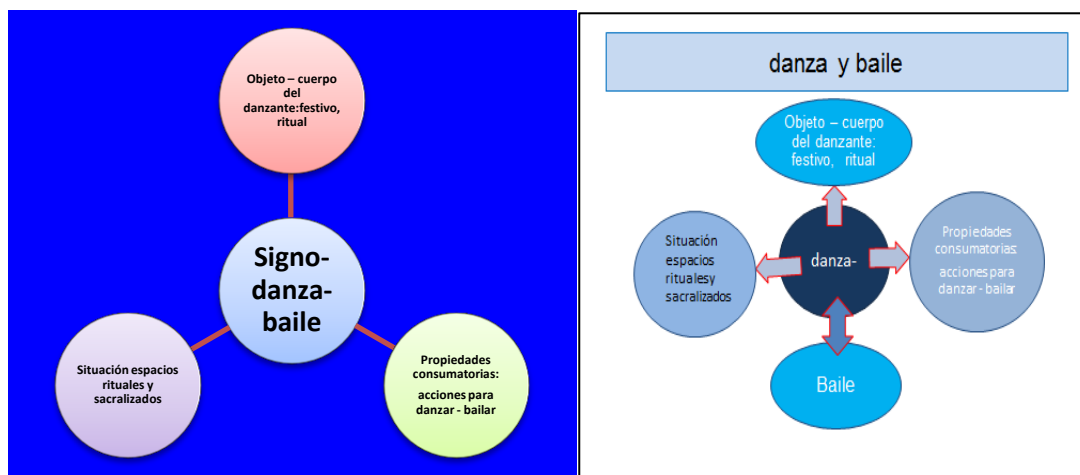 Objeto – cuerpo
del
danzante:festivo,
ritual
Signo-
danza-
baile
Situación espacios
rituales y
sacralizados
Propiedades
consumatorias:
acciones para
danzar - bailar
danza y baile
Objeto – cuerpo
del danzante:
festivo, ritual
Situación
espacios
ritualesy
sacralizados
danza-
Propiedades
consumatorias:
acciones para
danzar - bailar
Baile